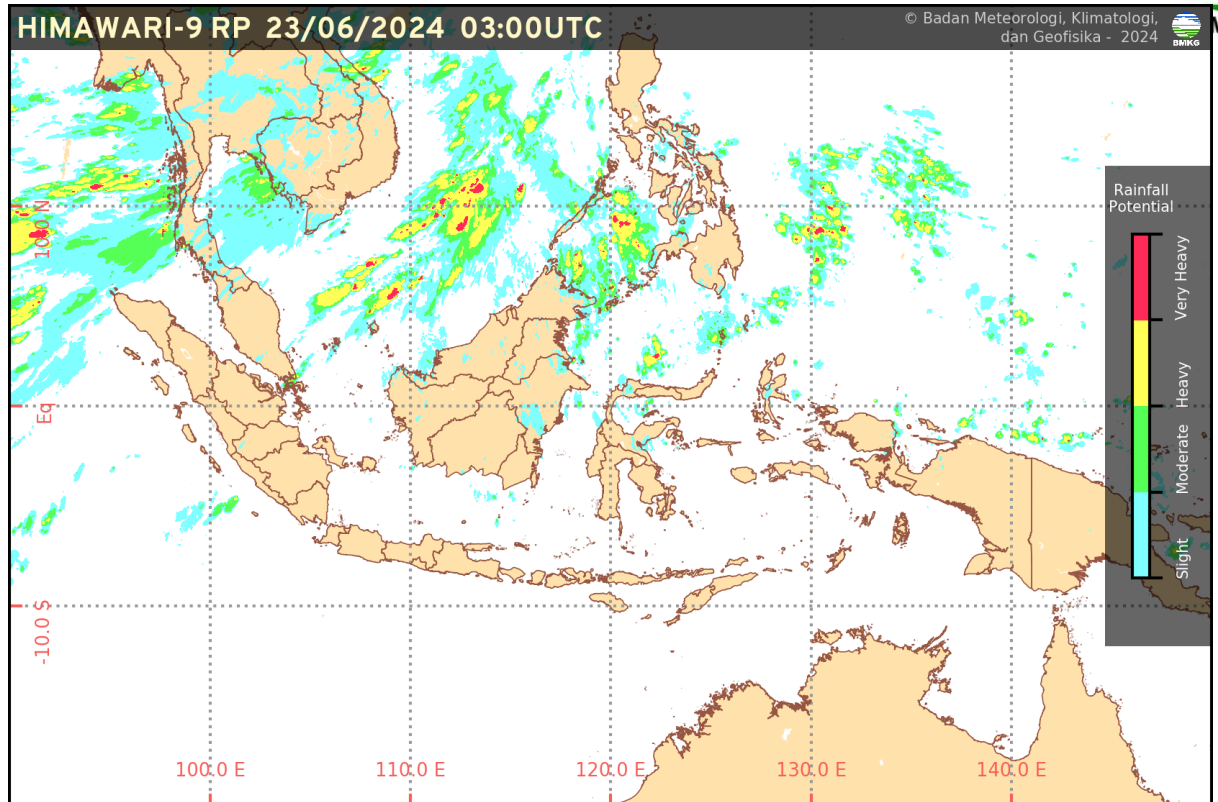 HIMAWARI-9 RP 23/06/2024 03:00UTC
© Badan Meteorologi, Klimatologi,
dan Geofisika - 2024
BMKG
Rainfall
Potential
Very Heavy
Heavy
Moderate
Slight
10.0 N
Eq
-10.0 S
100.0 E
110.0 E
120.0 E
130.0 E
140.0 E